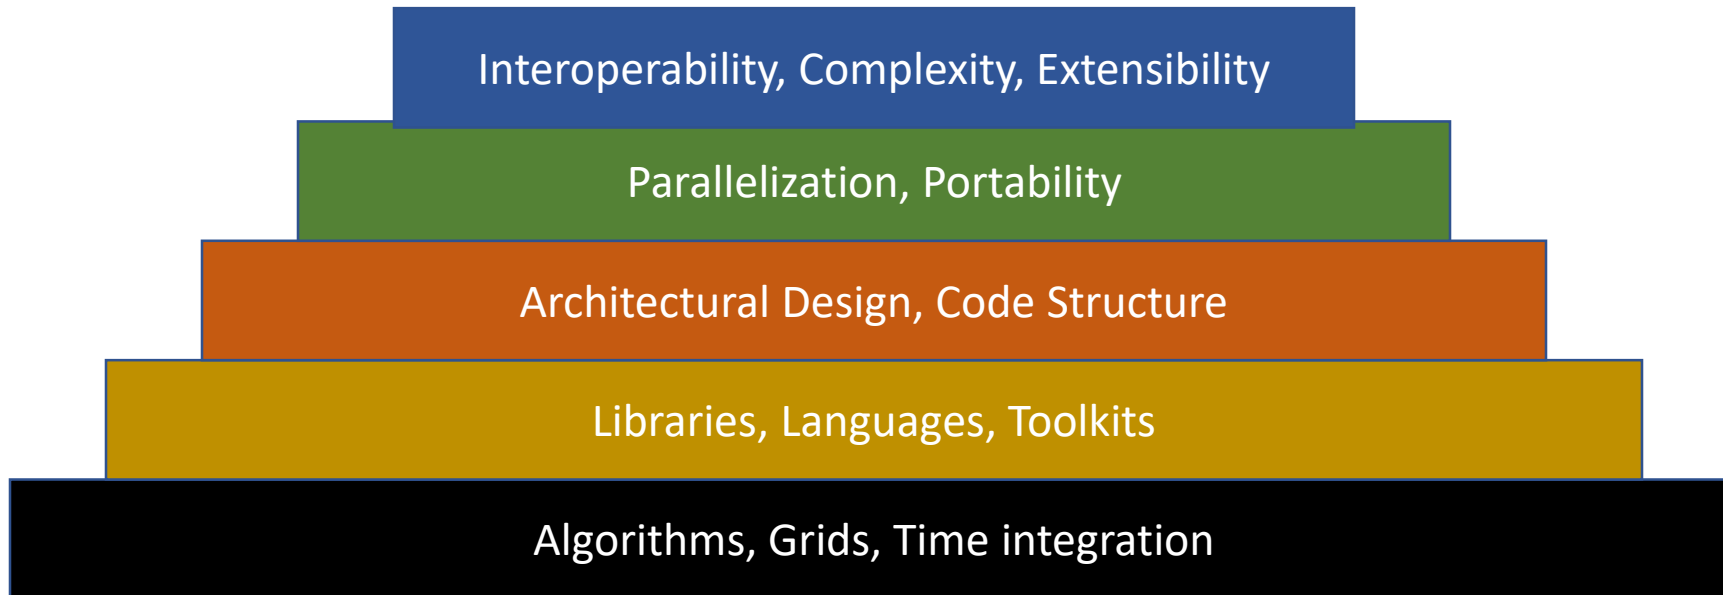 Interoperability, Complexity, Extensibility
Parallelization, Portability
Architectural Design, Code Structure
Libraries, Languages, Toolkits
Algorithms, Grids, Time integration